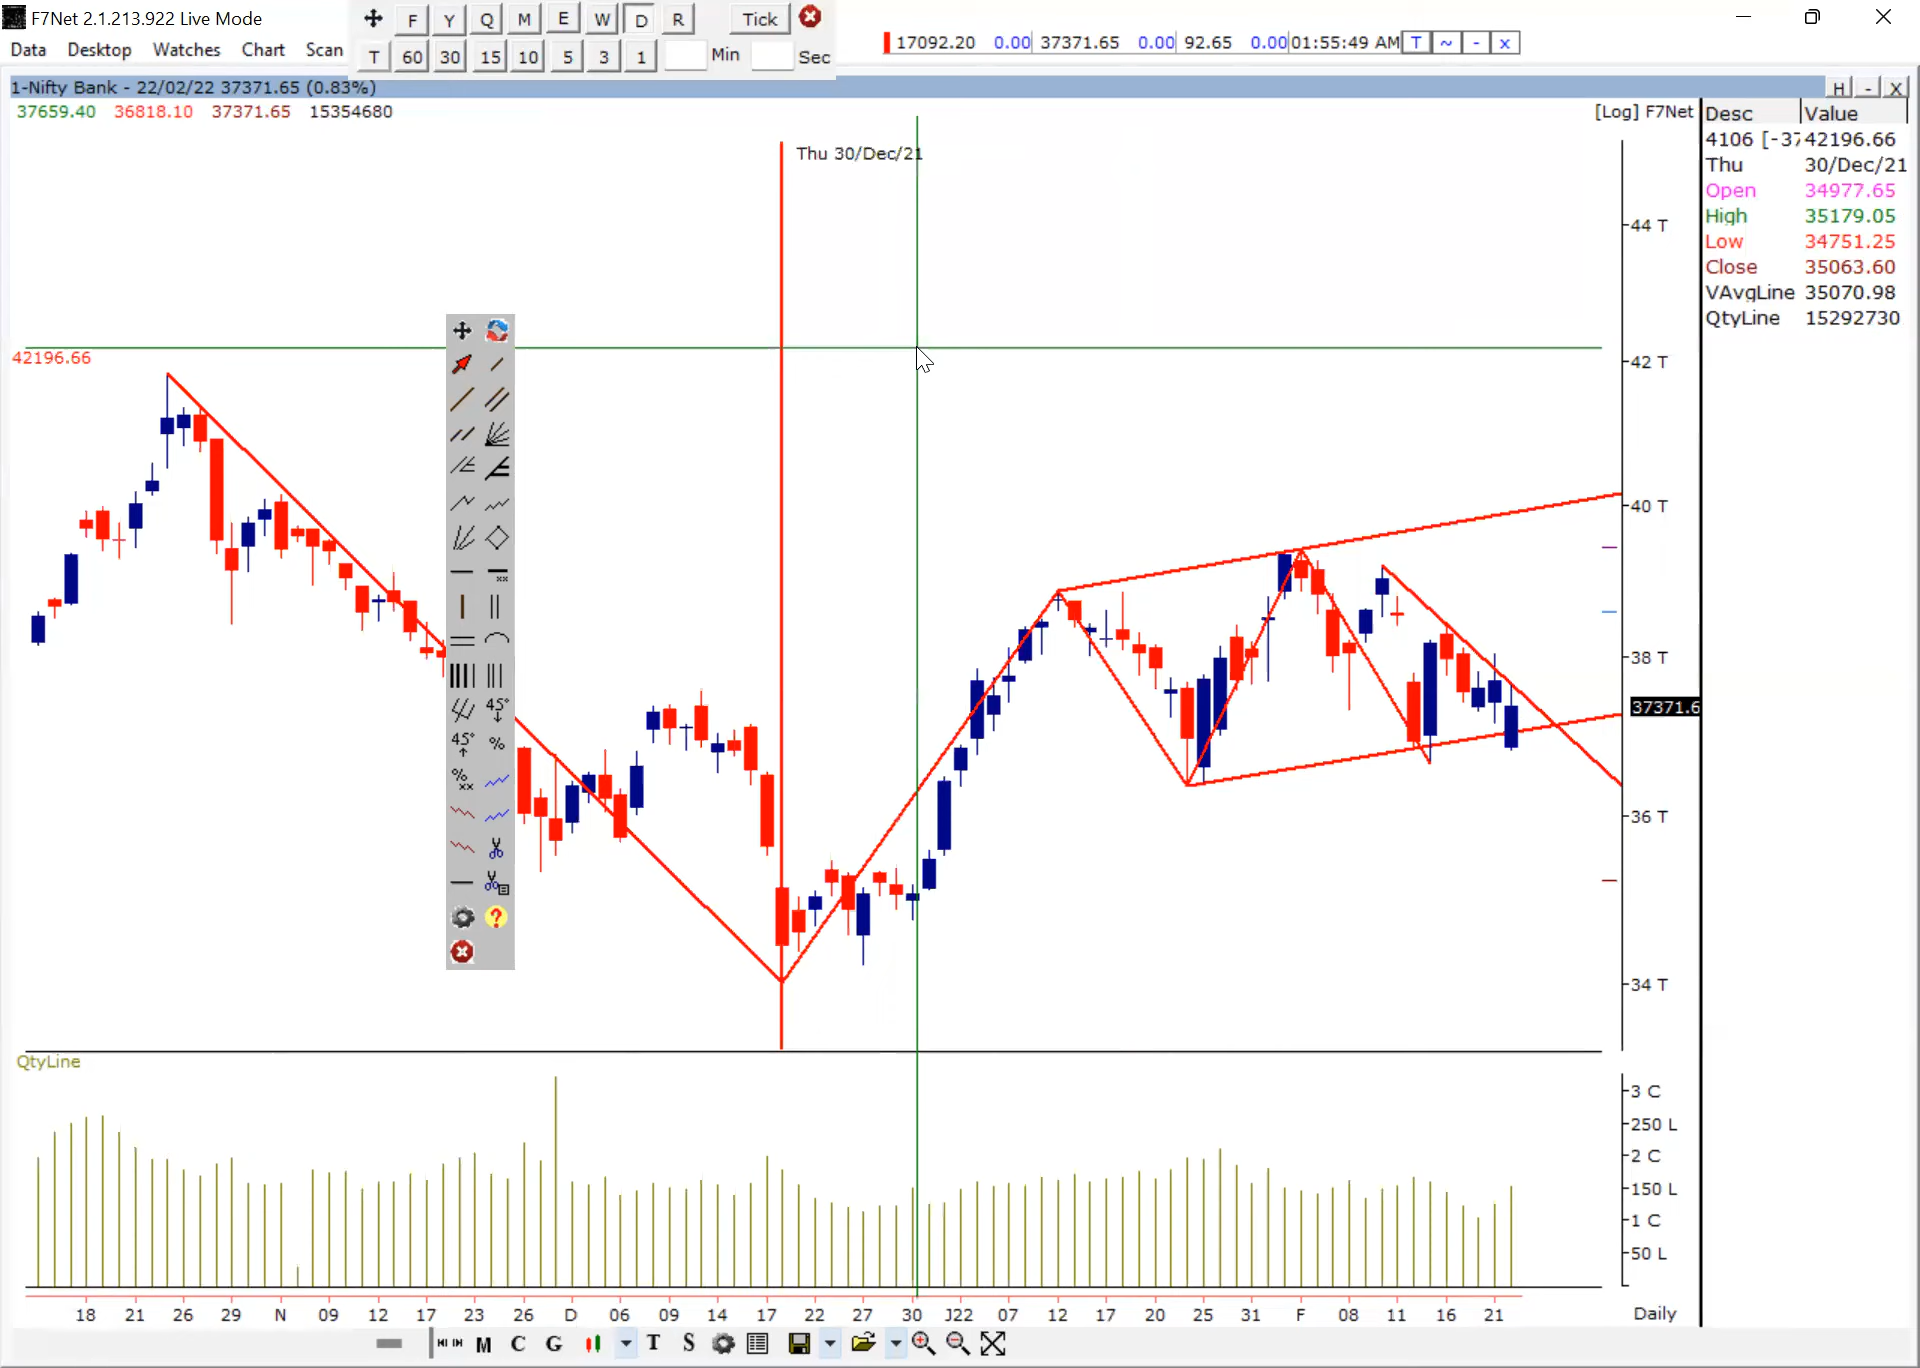 F7Net 2.1.213.922 Live Mode
F Y Q M E W D R Tick
Data Desktop Watches Chart Scan
T 60 30 15 10 5 3 1 Min Sec
17092.20 0.00 37371.65 0.00 92.65 0.00 01:55:49 AM T ~ - x
1-Nifty Bank - 22/02/22 37371.65 (0.83%)
H - X
37659.40 36818.10 37371.65 15354680
[Log] F7Net
Desc Value
4106 [-37 42196.66
Thu 30/Dec/21
Open 34977.65
High 35179.05
Low 34751.25
Close 35063.60
VAvgLine 35070.98
QtyLine 15292730
Thu 30/Dec/21
44 T
42196.66
42 T
40 T
38 T
37371.6
36 T
34 T
xx
45°
45° %
%
xx
?
QtyLine
3 C
250 L
2 C
150 L
1 C
50 L
18 21 26 29 N 09 12 17 23 26 D 06 09 14 17 22 27 30 J22 07 12 17 20 25 31 F 08 11 16 21
Daily
M C G T S